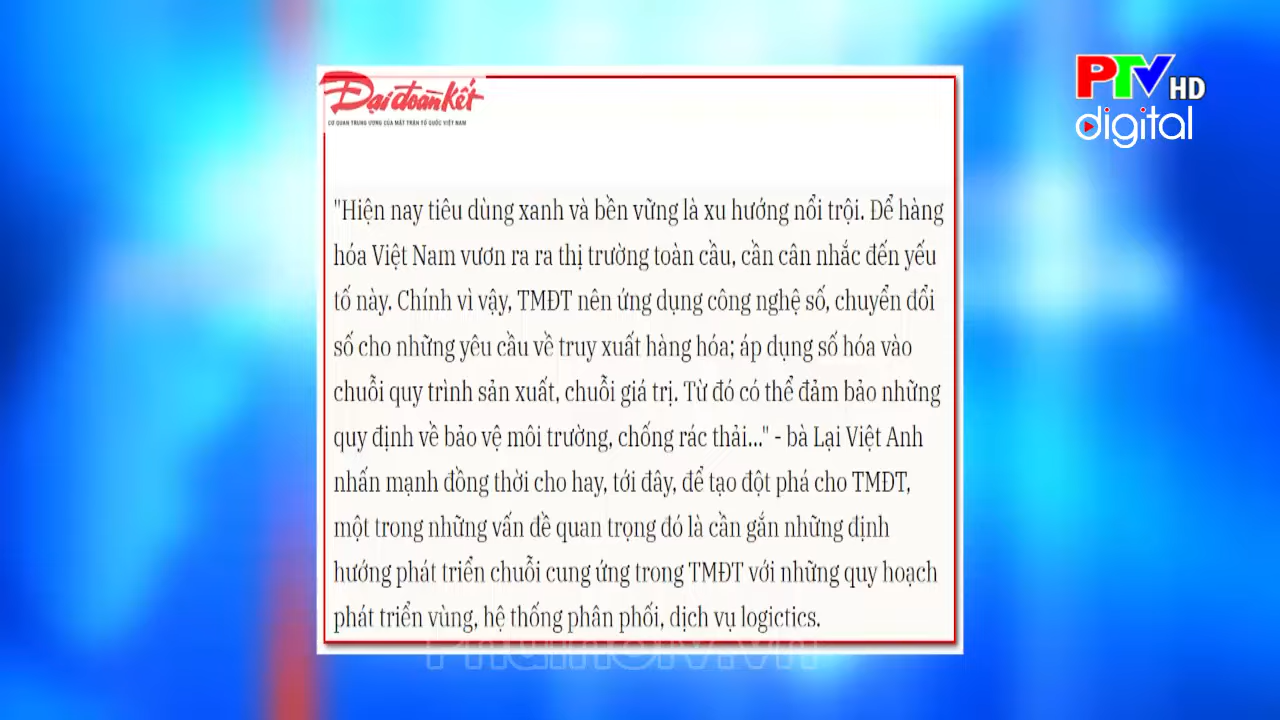 Đại đoàn kết
CƠ QUAN TRUNG ƯƠNG CỦA MẶT TRẬN TỔ QUỐC VIỆT NAM
PTV HD
digital
"Hiện nay tiêu dùng xanh và bền vững là xu hướng nổi trội. Để hàng
hóa Việt Nam vươn ra ra thị trường toàn cầu, cần cân nhắc đến yếu
tố này. Chính vì vậy, TMĐT nên ứng dụng công nghệ số, chuyển đổi
số cho những yêu cầu về truy xuất hàng hóa; áp dụng số hóa vào
chuỗi quy trình sản xuất, chuỗi giá trị. Từ đó có thể đảm bảo những
quy định về bảo vệ môi trường, chống rác thải..." - bà Lại Việt Anh
nhấn mạnh đồng thời cho hay, tới đây, để tạo đột phá cho TMĐT,
một trong những vấn đề quan trọng đó là cần gắn những định
hướng phát triển chuỗi cung ứng trong TMĐT với những quy hoạch
phát triển vùng, hệ thống phân phối, dịch vụ logictics.